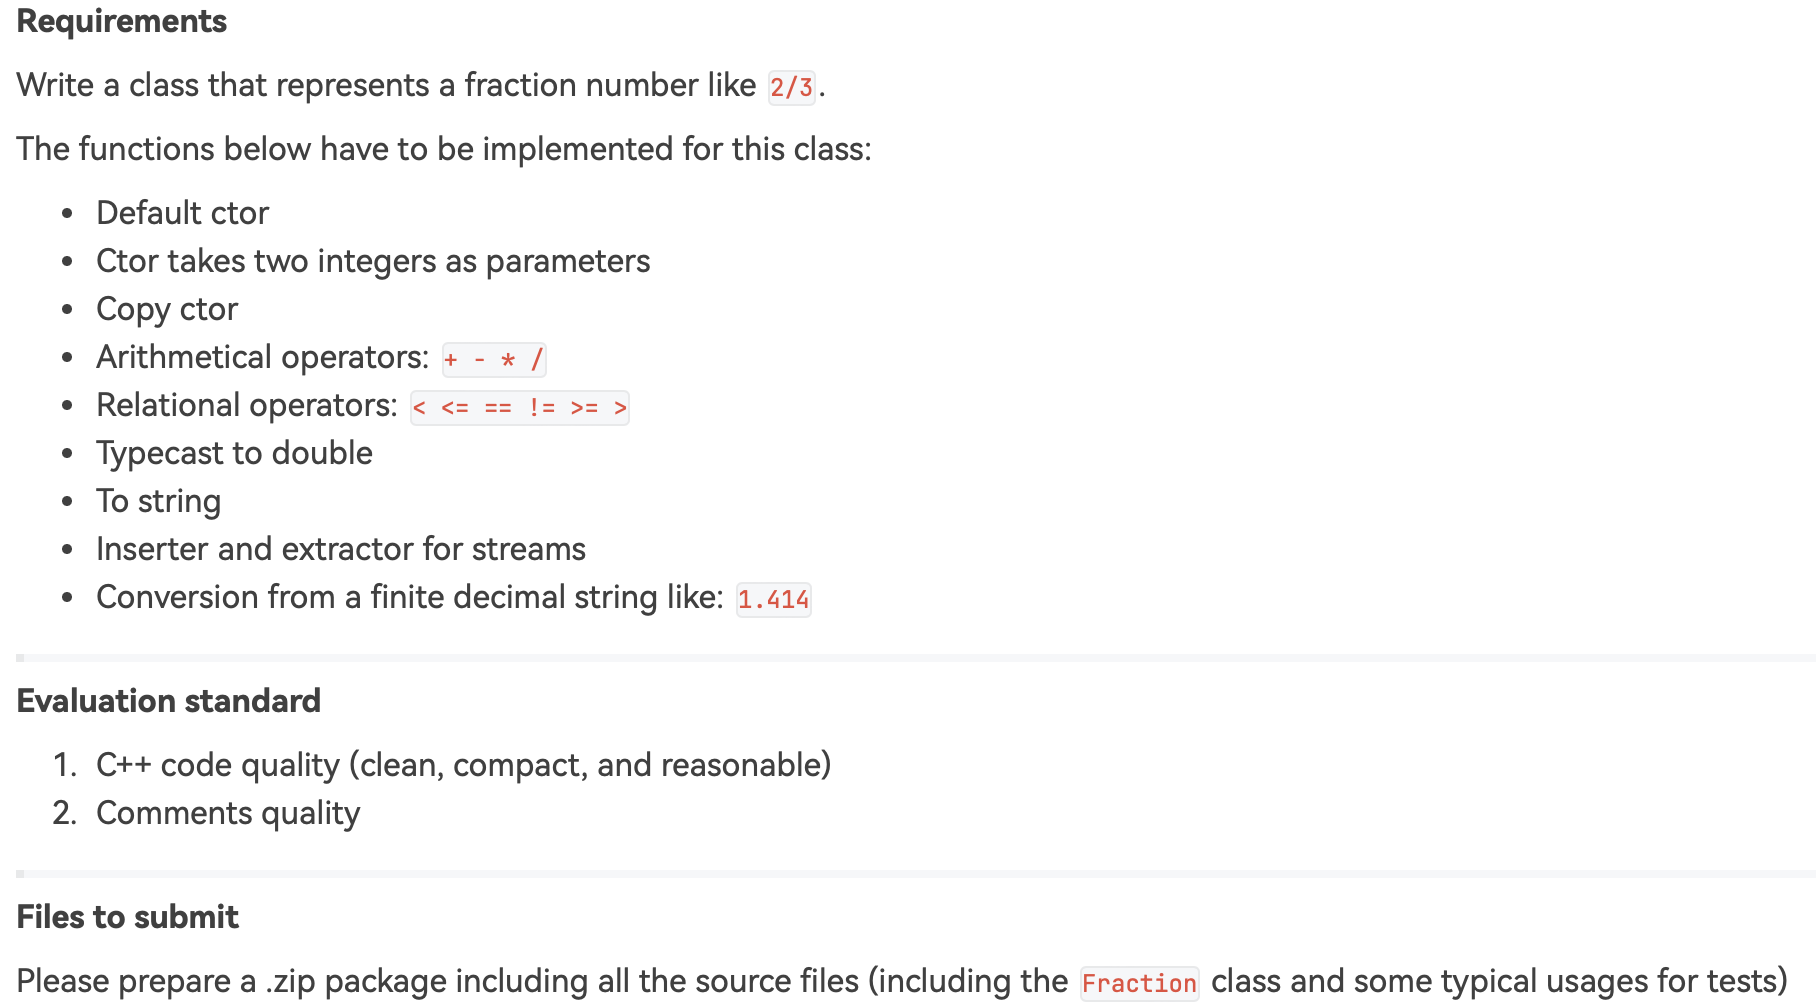 Requirements
Write a class that represents a fraction number like 2/3.
The functions below have to be implemented for this class:
• Default ctor
• Ctor takes two integers as parameters
• Copy ctor
• Arithmetical operators: + - * /
• Relational operators: < <= == != >= >
• Typecast to double
• To string
• Inserter and extractor for streams
• Conversion from a finite decimal string like: 1.414
Evaluation standard
1. C++ code quality (clean, compact, and reasonable)
2. Comments quality
Files to submit
Please prepare a .zip package including all the source files (including the Fraction class and some typical usages for tests)